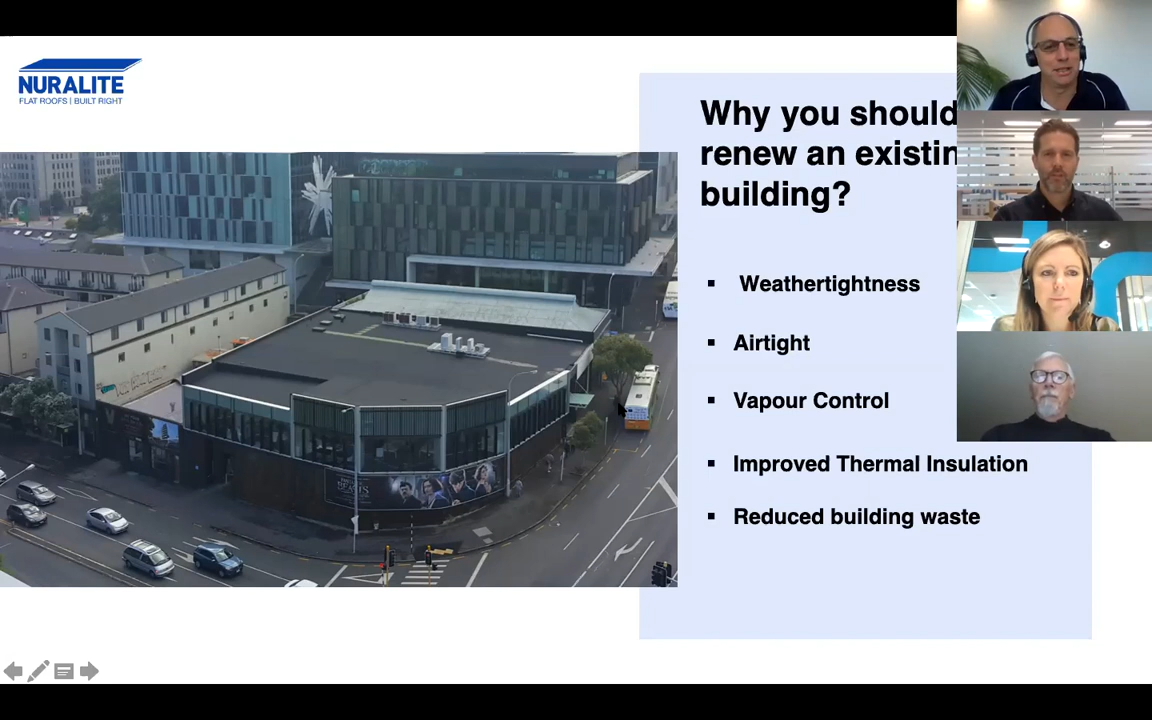 NURALITE
FLAT ROOFS | BUILT RIGHT
Why you should
renew an existin
building?
▪ Weathertightness
▪ Airtight
▪ Vapour Control
▪ Improved Thermal Insulation
▪ Reduced building waste